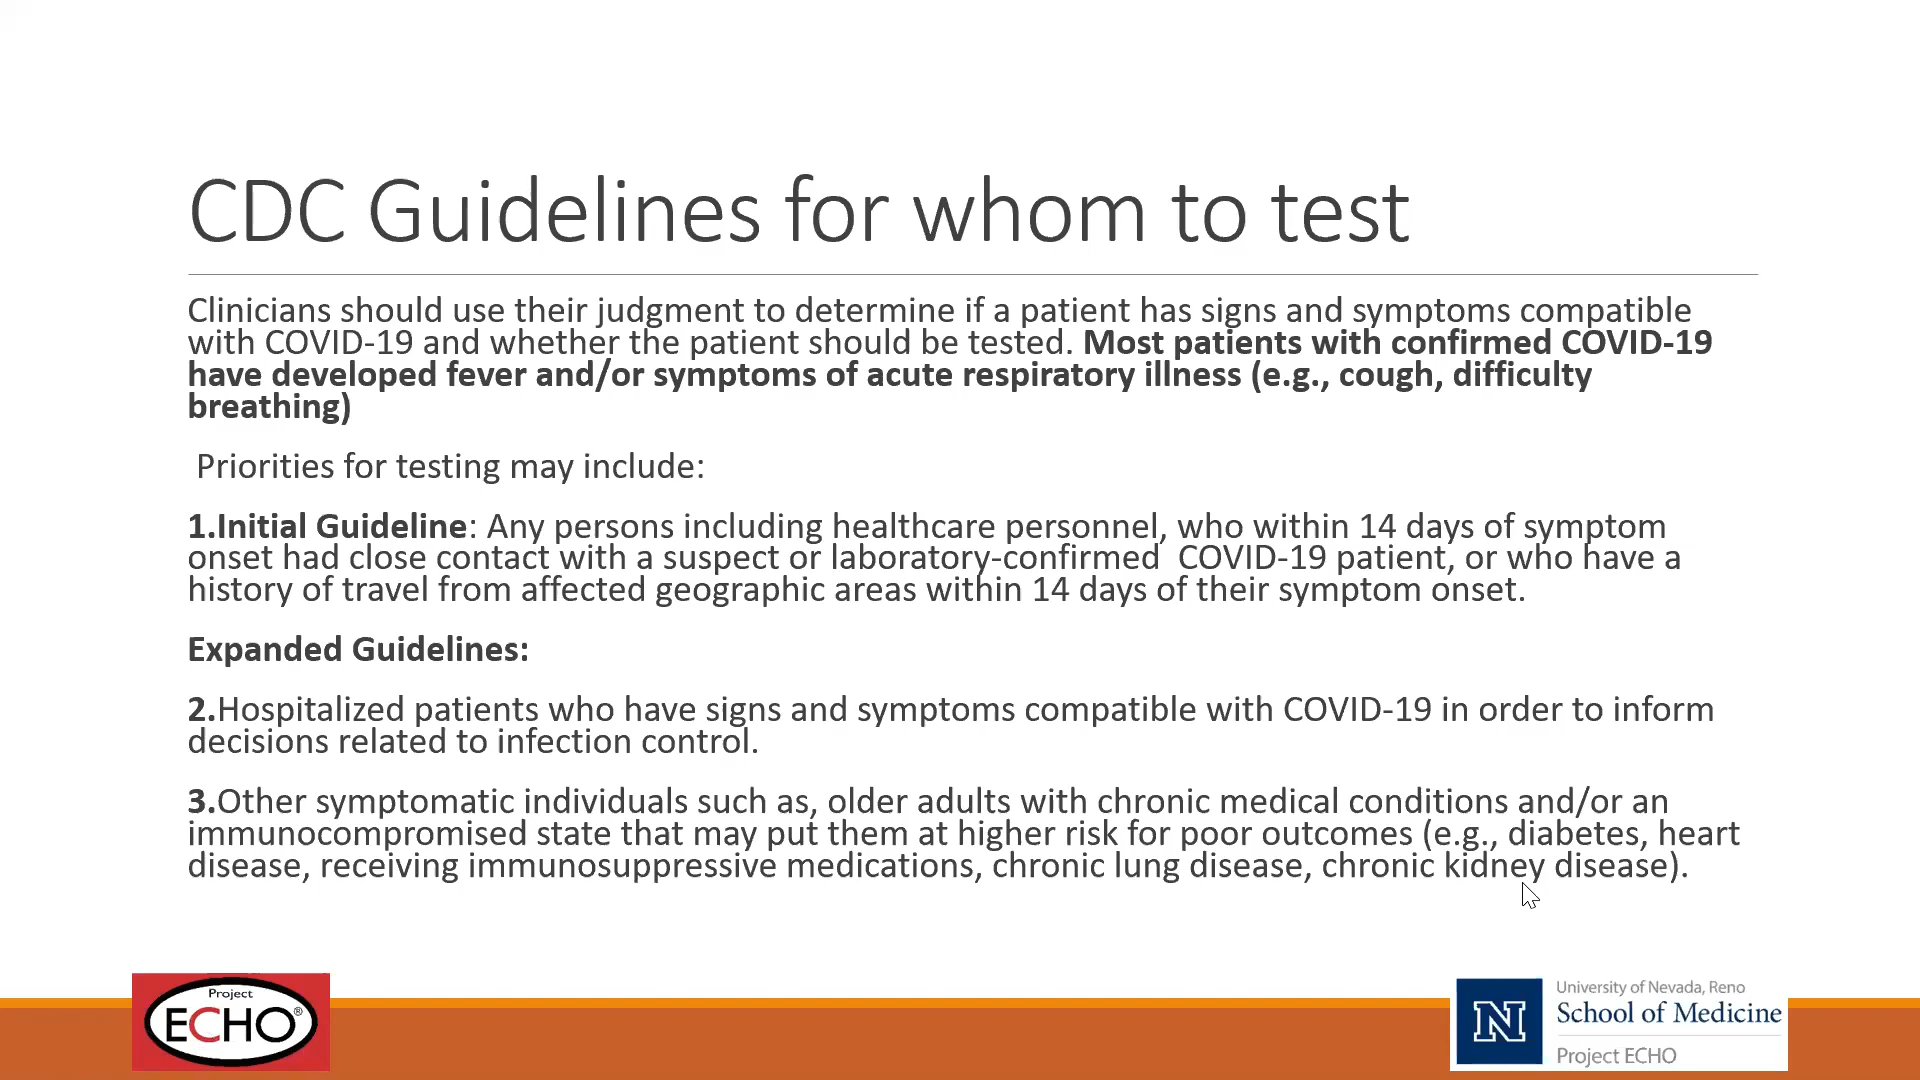 CDC Guidelines for whom to test
Clinicians should use their judgment to determine if a patient has signs and symptoms compatible
with COVID-19 and whether the patient should be tested. Most patients with confirmed COVID-19
have developed fever and/or symptoms of acute respiratory illness (e.g., cough, difficulty
breathing)
Priorities for testing may include:
1.Initial Guideline: Any persons including healthcare personnel, who within 14 days of symptom
onset had close contact with a suspect or laboratory-confirmed  COVID-19 patient, or who have a
history of travel from affected geographic areas within 14 days of their symptom onset.
Expanded Guidelines:
2.Hospitalized patients who have signs and symptoms compatible with COVID-19 in order to inform
decisions related to infection control.
3.Other symptomatic individuals such as, older adults with chronic medical conditions and/or an
immunocompromised state that may put them at higher risk for poor outcomes (e.g., diabetes, heart
disease, receiving immunosuppressive medications, chronic lung disease, chronic kidney disease).
Project
ECHO®
N
University of Nevada, Reno
School of Medicine
Project ECHO